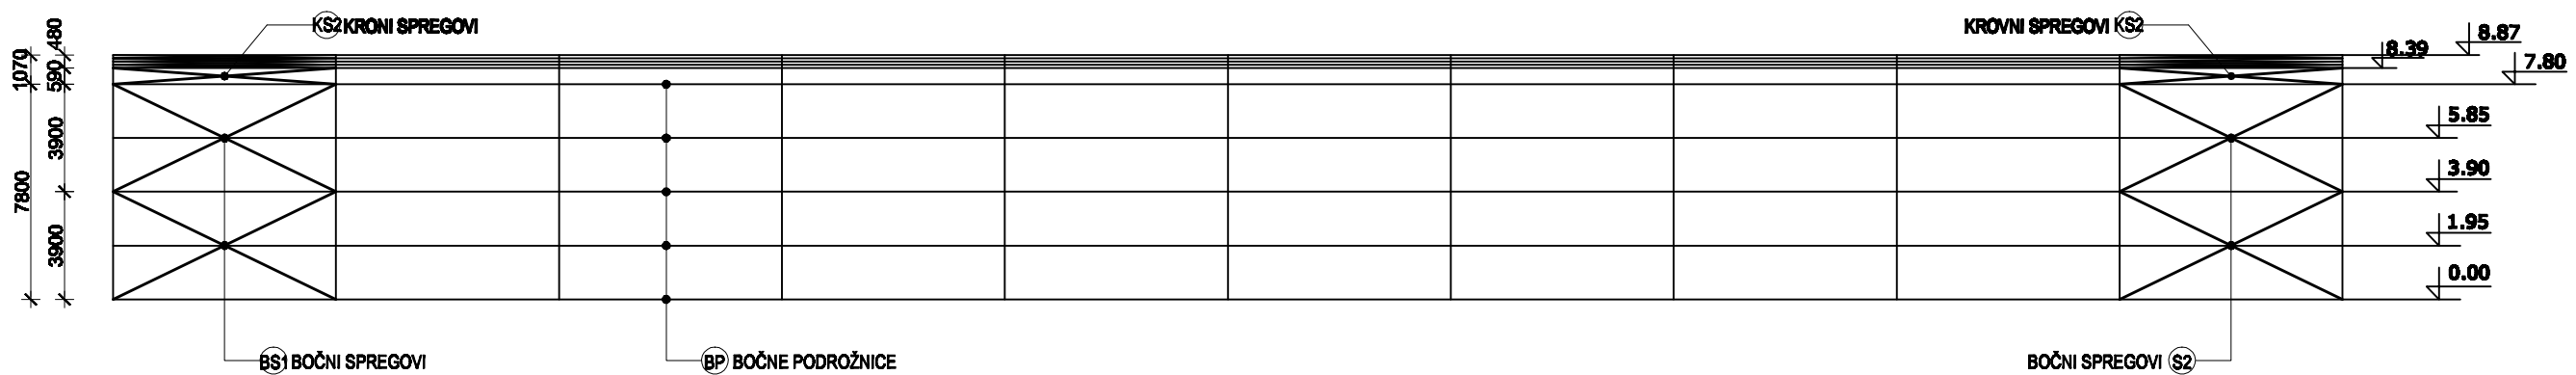 KS2 KRONI SPREGOVI
KROVNI SPREGOVI KS2
8.87
8.39
7.80
5.85
3.90
1.95
0.00
480
1070
590
3900
7800
3900
BS1 BOČNI SPREGOVI
BP BOČNE PODROŽNICE
BOČNI SPREGOVI S2